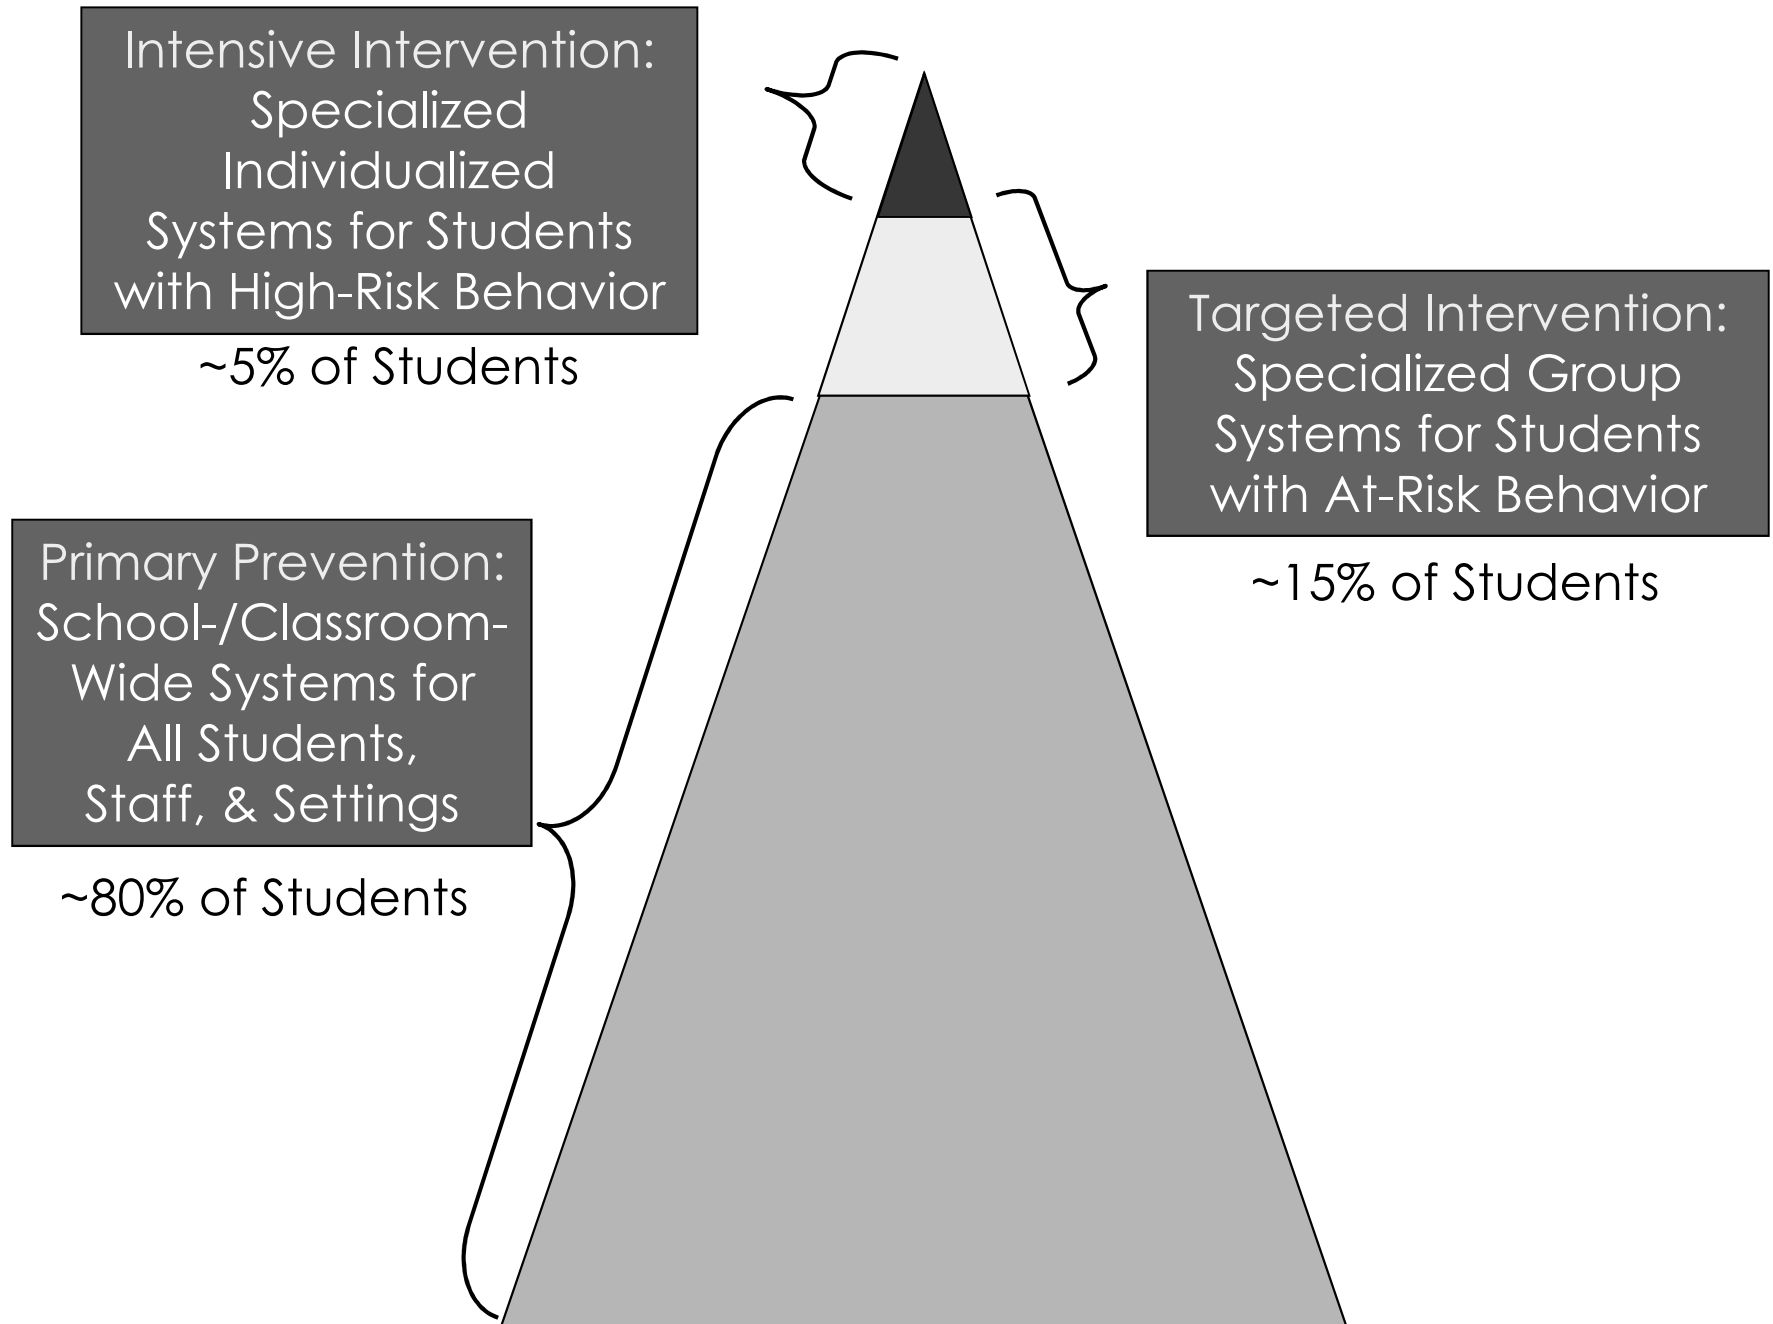 Intensive Intervention:
Specialized
Individualized
Systems for Students
with High-Risk Behavior
~5% of Students
Targeted Intervention:
Specialized Group
Systems for Students
with At-Risk Behavior
~15% of Students
Primary Prevention:
School-/Classroom-
Wide Systems for
All Students,
Staff, & Settings
~80% of Students